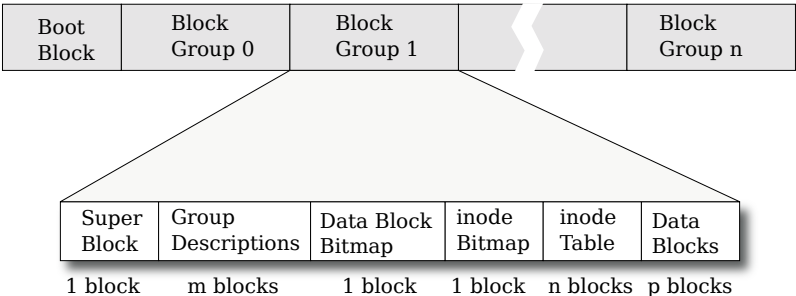 Boot
Block
Block
Group 0
Block
Group 1
Block
Group n
Super
Block
Group
Descriptions
Data Block
Bitmap
inode
Bitmap
inode
Table
Data
Blocks
1 block
m blocks
1 block
1 block
n blocks
p blocks